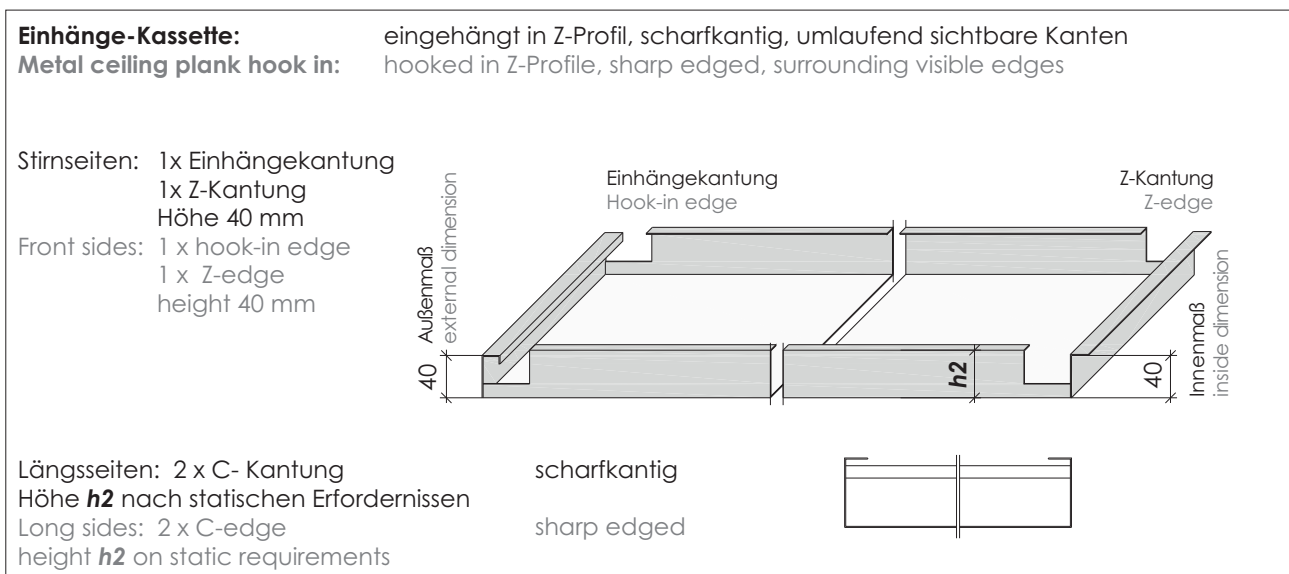 Einhänge-Kassette: eingehängt in Z-Profil, scharfkantig, umlaufend sichtbare Kanten
Metal ceiling plank hook in: hooked in Z-Profile, sharp edged, surrounding visible edges
Stirnseiten: 1x Einhängekantung
1x Z-Kantung
Höhe 40 mm
Front sides: 1 x hook-in edge
1 x Z-edge
height 40 mm
Einhängekantung
Hook-in edge
Z-Kantung
Z-edge
Außenmaß
external dimension
40
h2
40
Innenmaß
inside dimension
Längsseiten: 2 x C- Kantung
Höhe h2 nach statischen Erfordernissen
Long sides: 2 x C-edge
height h2 on static requirements
scharfkantig
sharp edged